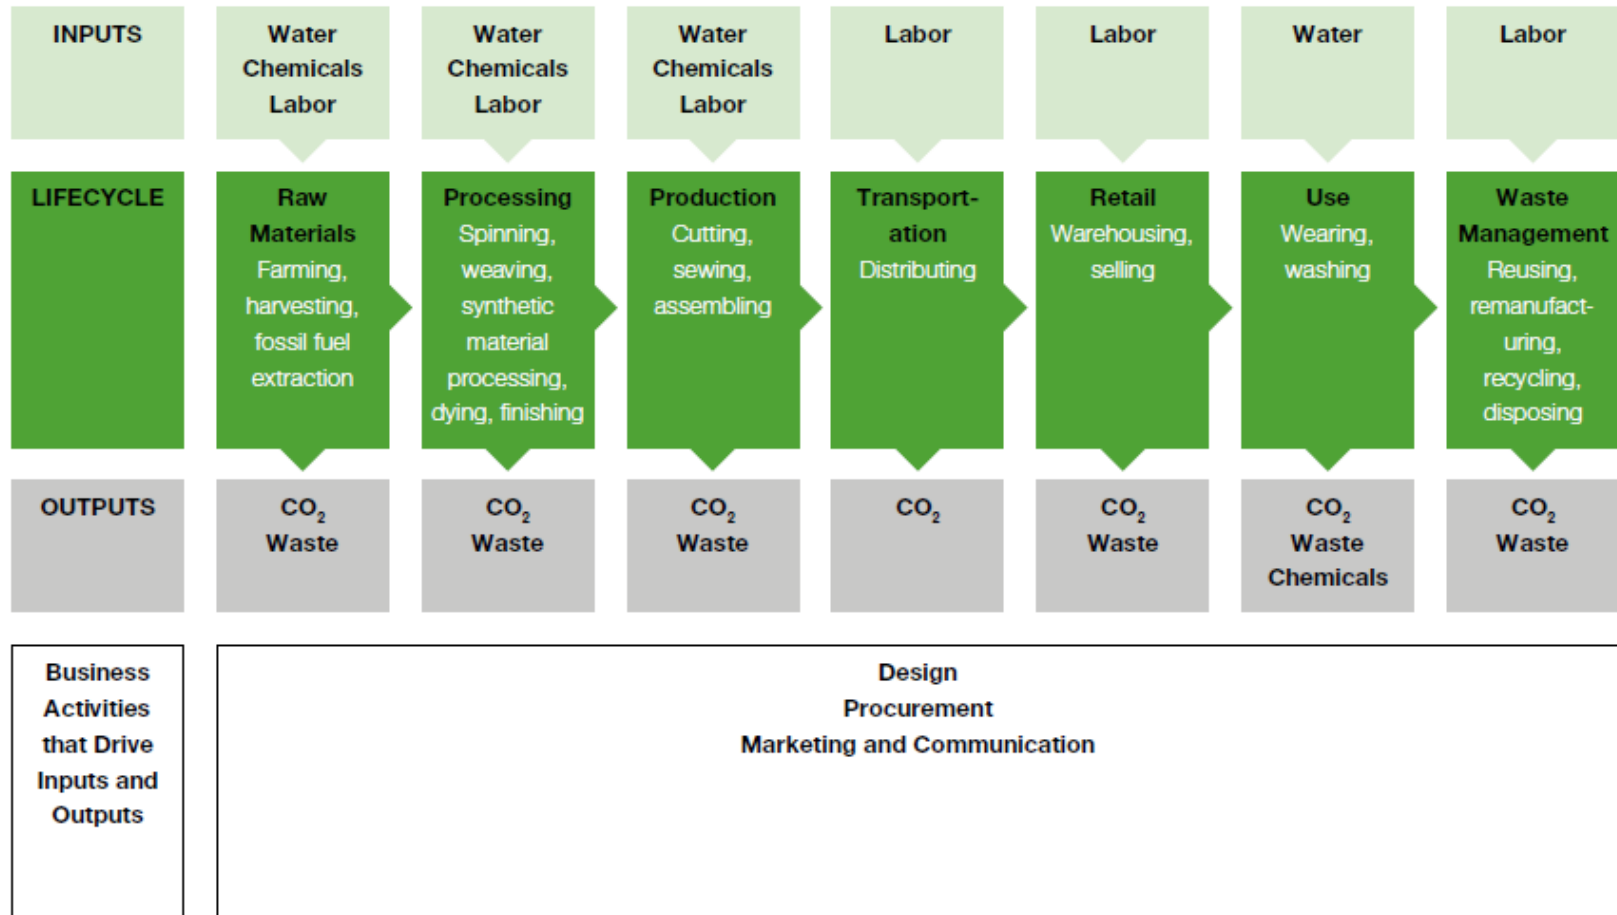 INPUTS
Water
Chemicals
Labor
Water
Chemicals
Labor
Water
Chemicals
Labor
Labor
Labor
Water
Labor
LIFECYCLE
Raw
Materials
Farming,
harvesting,
fossil fuel
extraction
Processing
Spinning,
weaving,
synthetic
material
processing,
dying, finishing
Production
Cutting,
sewing,
assembling
Transport-
ation
Distributing
Retail
Warehousing,
selling
Use
Wearing,
washing
Waste
Management
Reusing,
remanufact-
uring,
recycling,
disposing
OUTPUTS
CO₂
Waste
CO₂
Waste
CO₂
Waste
CO₂
CO₂
Waste
CO₂
Waste
Chemicals
CO₂
Waste
Business
Activities
that Drive
Inputs and
Outputs
Design
Procurement
Marketing and Communication